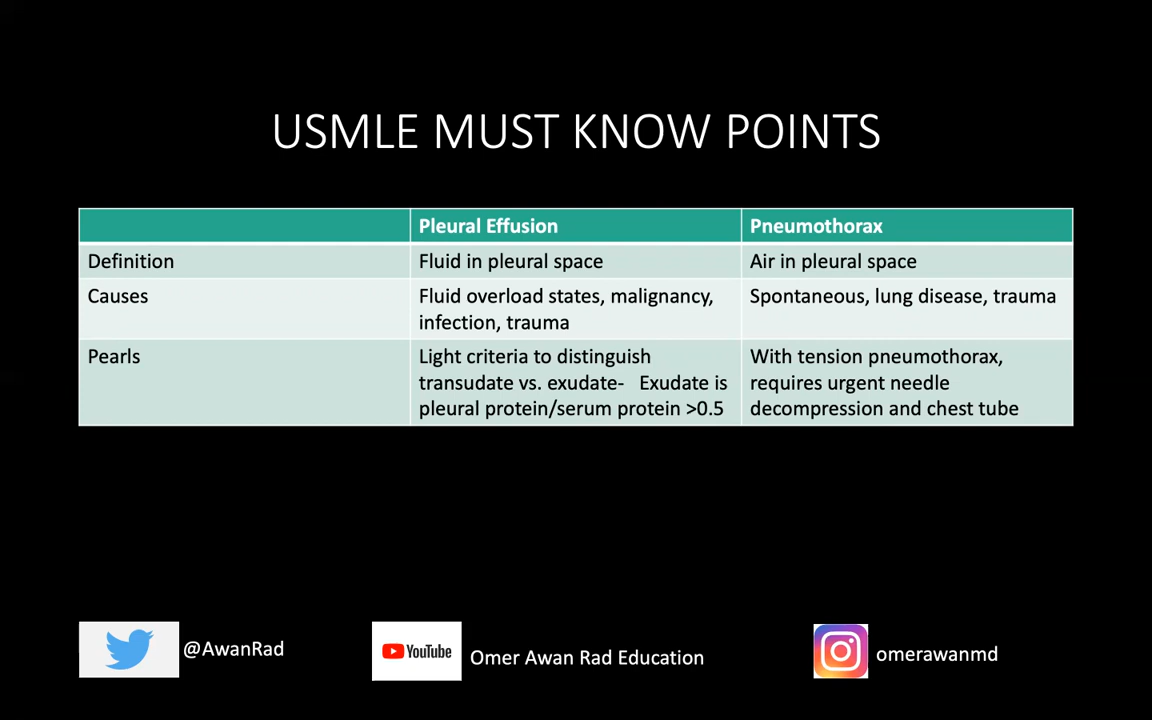 USMLE MUST KNOW POINTS
Pleural Effusion
Pneumothorax
Definition
Fluid in pleural space
Air in pleural space
Causes
Fluid overload states, malignancy,
infection, trauma
Spontaneous, lung disease, trauma
Pearls
Light criteria to distinguish
transudate vs. exudate- Exudate is
pleural protein/serum protein >0.5
With tension pneumothorax,
requires urgent needle
decompression and chest tube
@AwanRad
YouTube
Omer Awan Rad Education
omerawanmd